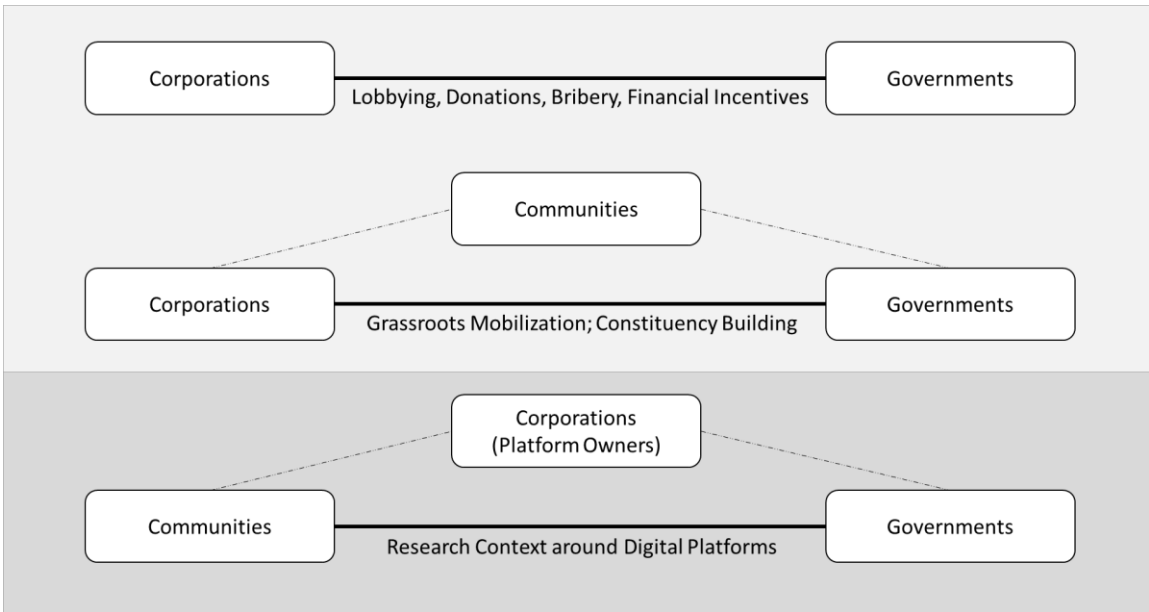 Corporations
Governments
Lobbying, Donations, Bribery, Financial Incentives
Communities
Corporations
Governments
Grassroots Mobilization; Constituency Building
Corporations
(Platform Owners)
Communities
Governments
Research Context around Digital Platforms